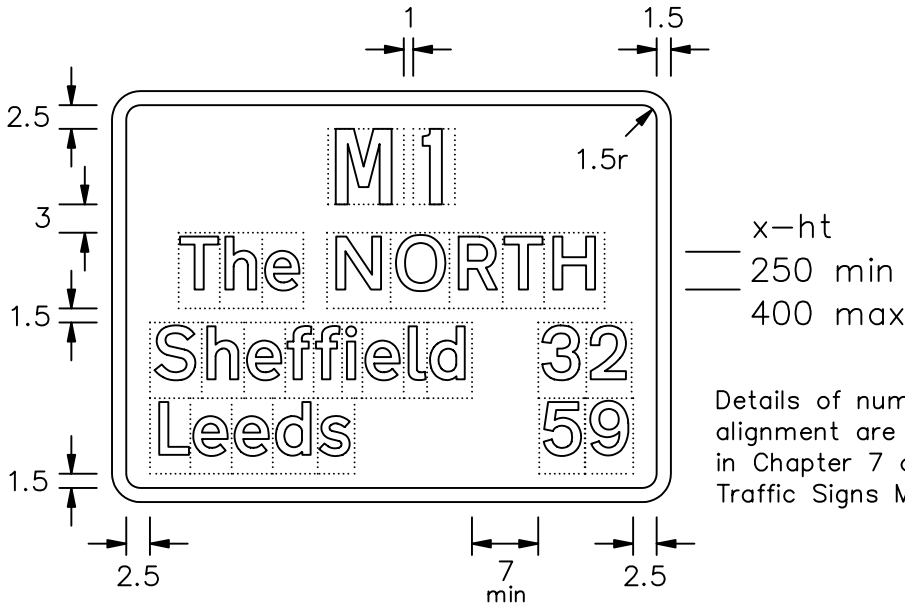 1
1.5
2.5
M 1
1.5r
3
The NORTH
x-ht
250 min
400 max
1.5
Sheffield 32
Leeds 59
Details of num
alignment are
in Chapter 7
Traffic Signs M
1.5
2.5
7
min
2.5